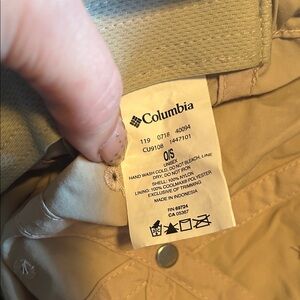 Columbia
119 0718 40094
CU9108 1447101
O/S
UNISEX
HAND WASH COLD, DO NOT BLEACH, LINE
DRY, DO NOT IRON
SHELL: 100% NYLON
LINING: 100% COOLMAX® POLYESTER
EXCLUSIVE OF TRIMMING
MADE IN INDONESIA
RN 69724
CA 05367